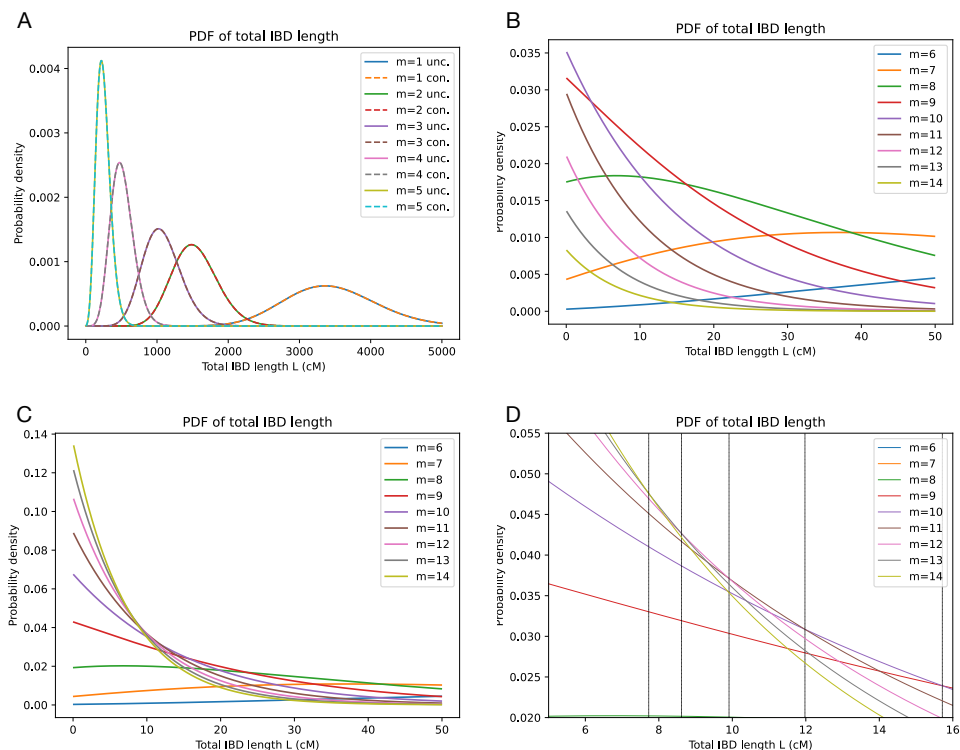 A
PDF of total IBD length
Probability density
0.004
0.003
0.002
0.001
0.000
0
1000
2000
3000
4000
5000
Total IBD length L (cM)
m=1 unc.
m=1 con.
m=2 unc.
m=2 con.
m=3 unc.
m=3 con.
m=4 unc.
m=4 con.
m=5 unc.
m=5 con.
B
PDF of total IBD length
Probability density
0.035
0.030
0.025
0.020
0.015
0.010
0.005
0.000
0
10
20
30
40
50
Total IBD lenggth L (cM)
m=6
m=7
m=8
m=9
m=10
m=11
m=12
m=13
m=14
C
PDF of total IBD length
Probability density
0.14
0.12
0.10
0.08
0.06
0.04
0.02
0.00
0
10
20
30
40
50
Total IBD length L (cM)
m=6
m=7
m=8
m=9
m=10
m=11
m=12
m=13
m=14
D
PDF of total IBD length
Probability density
0.055
0.050
0.045
0.040
0.035
0.030
0.025
0.020
6
8
10
12
14
16
Total IBD length L (cM)
m=6
m=7
m=8
m=9
m=10
m=11
m=12
m=13
m=14